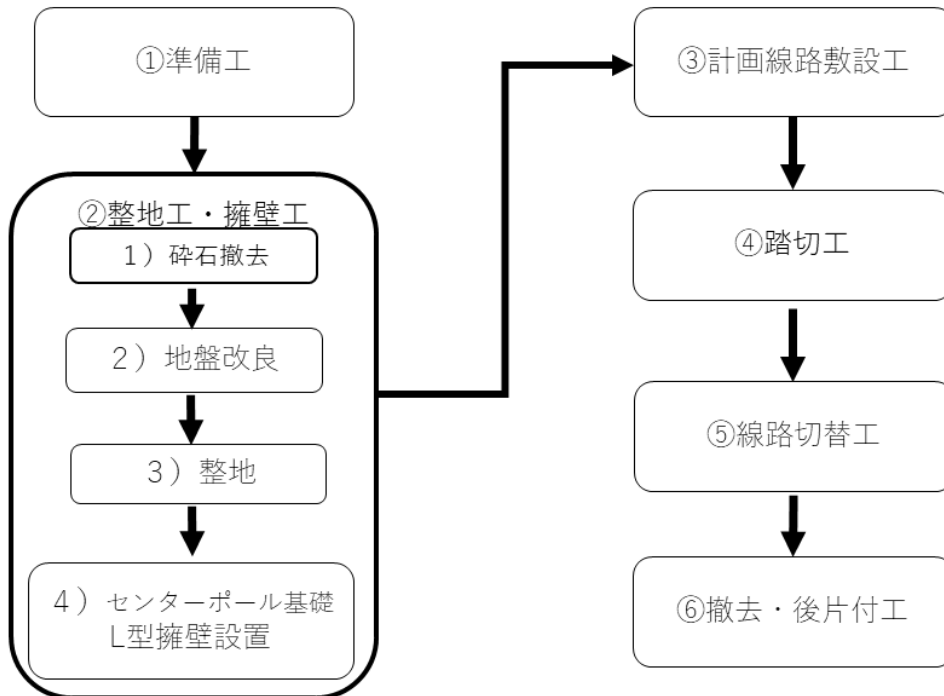 ①準備工
②整地工・擁壁工
１）砕石撤去
２）地盤改良
３）整地
４）センターポール基礎
L型擁壁設置
③計画線路敷設工
④踏切工
⑤線路切替工
⑥撤去・後片付工